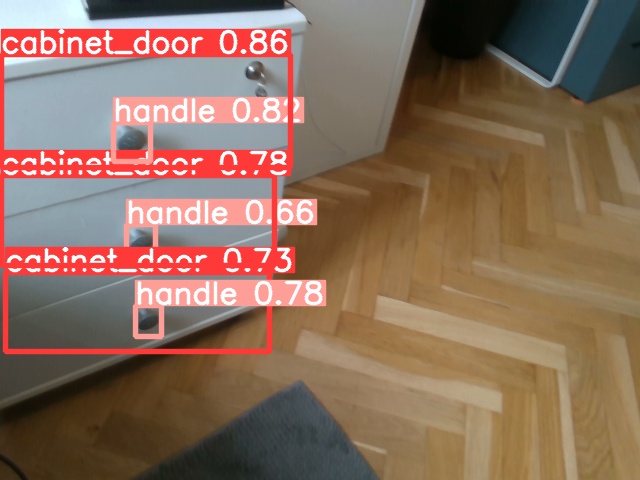 cabinet_door 0.86
handle 0.82
cabinet_door 0.78
handle 0.66
cabinet_door 0.73
handle 0.78